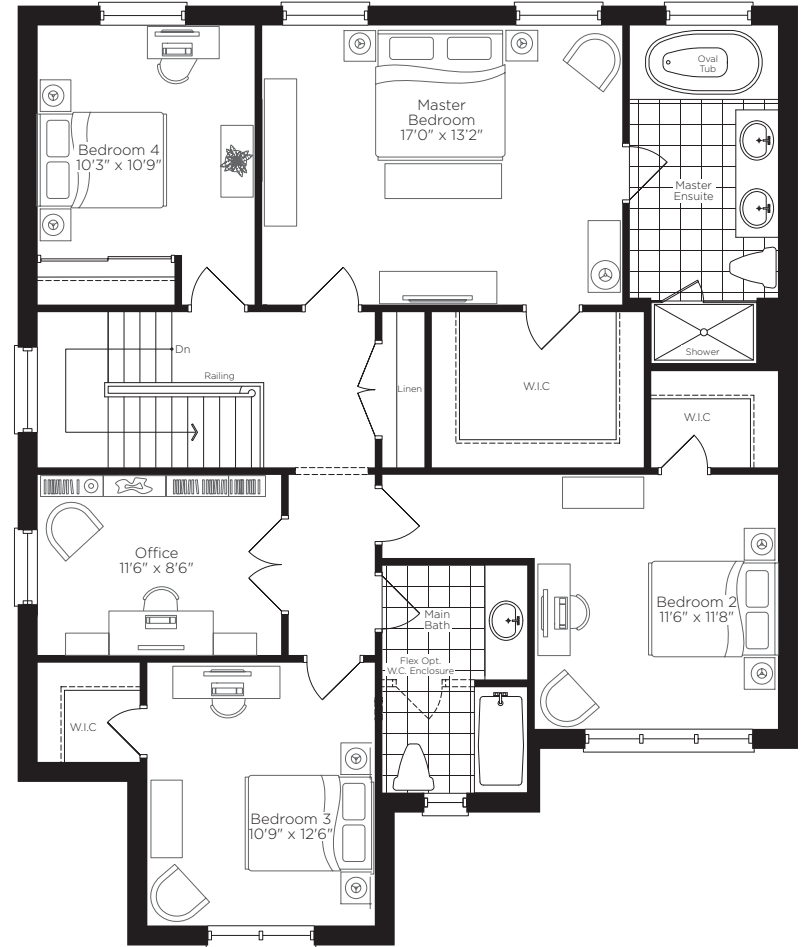 Bedroom 4
10'3" x 10'9"
Master
Bedroom
17'0" x 13'2"
Oval
Tub
Master
Ensuite
Dn
Railing
Linen
W.I.C
Shower
W.I.C
Office
11'6" x 8'6"
Main
Bath
Flex Opt.
W.C. Enclosure
Bedroom 2
11'6" x 11'8"
W.I.C
Bedroom 3
10'9" x 12'6"